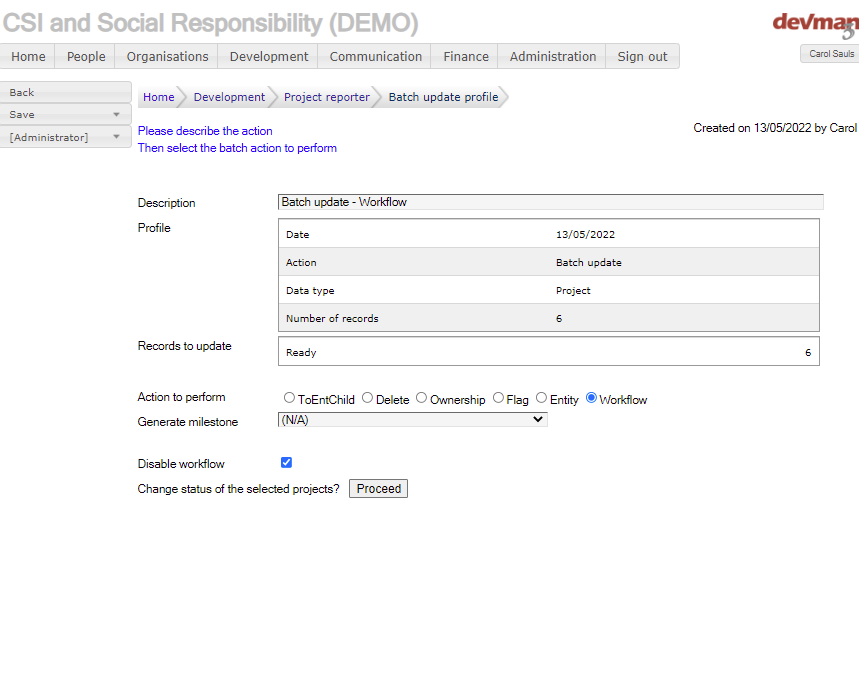 CSI and Social Responsibility (DEMO)
devman
3
Home People Organisations Development Communication Finance Administration Sign out
Carol Sauls
Back
Save
[Administrator]
Home Development Project reporter Batch update profile
Please describe the action
Then select the batch action to perform
Created on 13/05/2022 by Carol
Description Batch update - Workflow
Profile
Date 13/05/2022
Action Batch update
Data type Project
Number of records 6
Records to update
Ready 6
Action to perform ToEntChild Delete Ownership Flag Entity Workflow
Generate milestone (N/A)
Disable workflow
Change status of the selected projects? Proceed